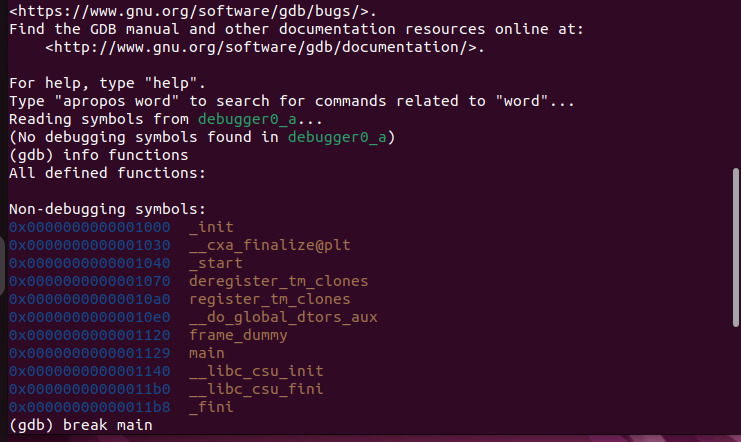 <https://www.gnu.org/software/gdb/bugs/>.
Find the GDB manual and other documentation resources online at:
    <http://www.gnu.org/software/gdb/documentation/>.

For help, type "help".
Type "apropos word" to search for commands related to "word"...
Reading symbols from debugger0_a...
(No debugging symbols found in debugger0_a)
(gdb) info functions
All defined functions:

Non-debugging symbols:
0x0000000000001000  _init
0x0000000000001030  __cxa_finalize@plt
0x0000000000001040  _start
0x0000000000001070  deregister_tm_clones
0x00000000000010a0  register_tm_clones
0x00000000000010e0  __do_global_dtors_aux
0x0000000000001120  frame_dummy
0x0000000000001129  main
0x0000000000001140  __libc_csu_init
0x00000000000011b0  __libc_csu_fini
0x00000000000011b8  _fini
(gdb) break main